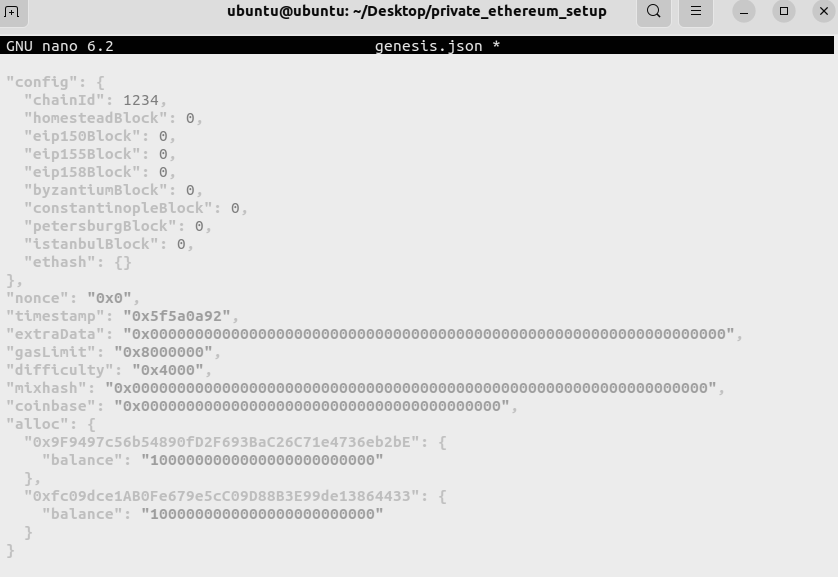 ubuntu@ubuntu: ~/Desktop/private_ethereum_setup
GNU nano 6.2 genesis.json *
"config": {
"chainId": 1234,
"homesteadBlock": 0,
"eip150Block": 0,
"eip155Block": 0,
"eip158Block": 0,
"byzantiumBlock": 0,
"constantinopleBlock": 0,
"petersburgBlock": 0,
"istanbulBlock": 0,
"ethash": {}
},
"nonce": "0x0",
"timestamp": "0x5f5a0a92",
"extraData": "0x0000000000000000000000000000000000000000000000000000000000000000",
"gasLimit": "0x8000000",
"difficulty": "0x4000",
"mixhash": "0x0000000000000000000000000000000000000000000000000000000000000000",
"coinbase": "0x0000000000000000000000000000000000000000",
"alloc": {
"0x9F9497c56b54890fD2F693BaC26C71e4736eb2bE": {
"balance": "1000000000000000000000000"
},
"0xfc09dce1AB0Fe679e5cC09D88B3E99de13864433": {
"balance": "1000000000000000000000000"
}
}